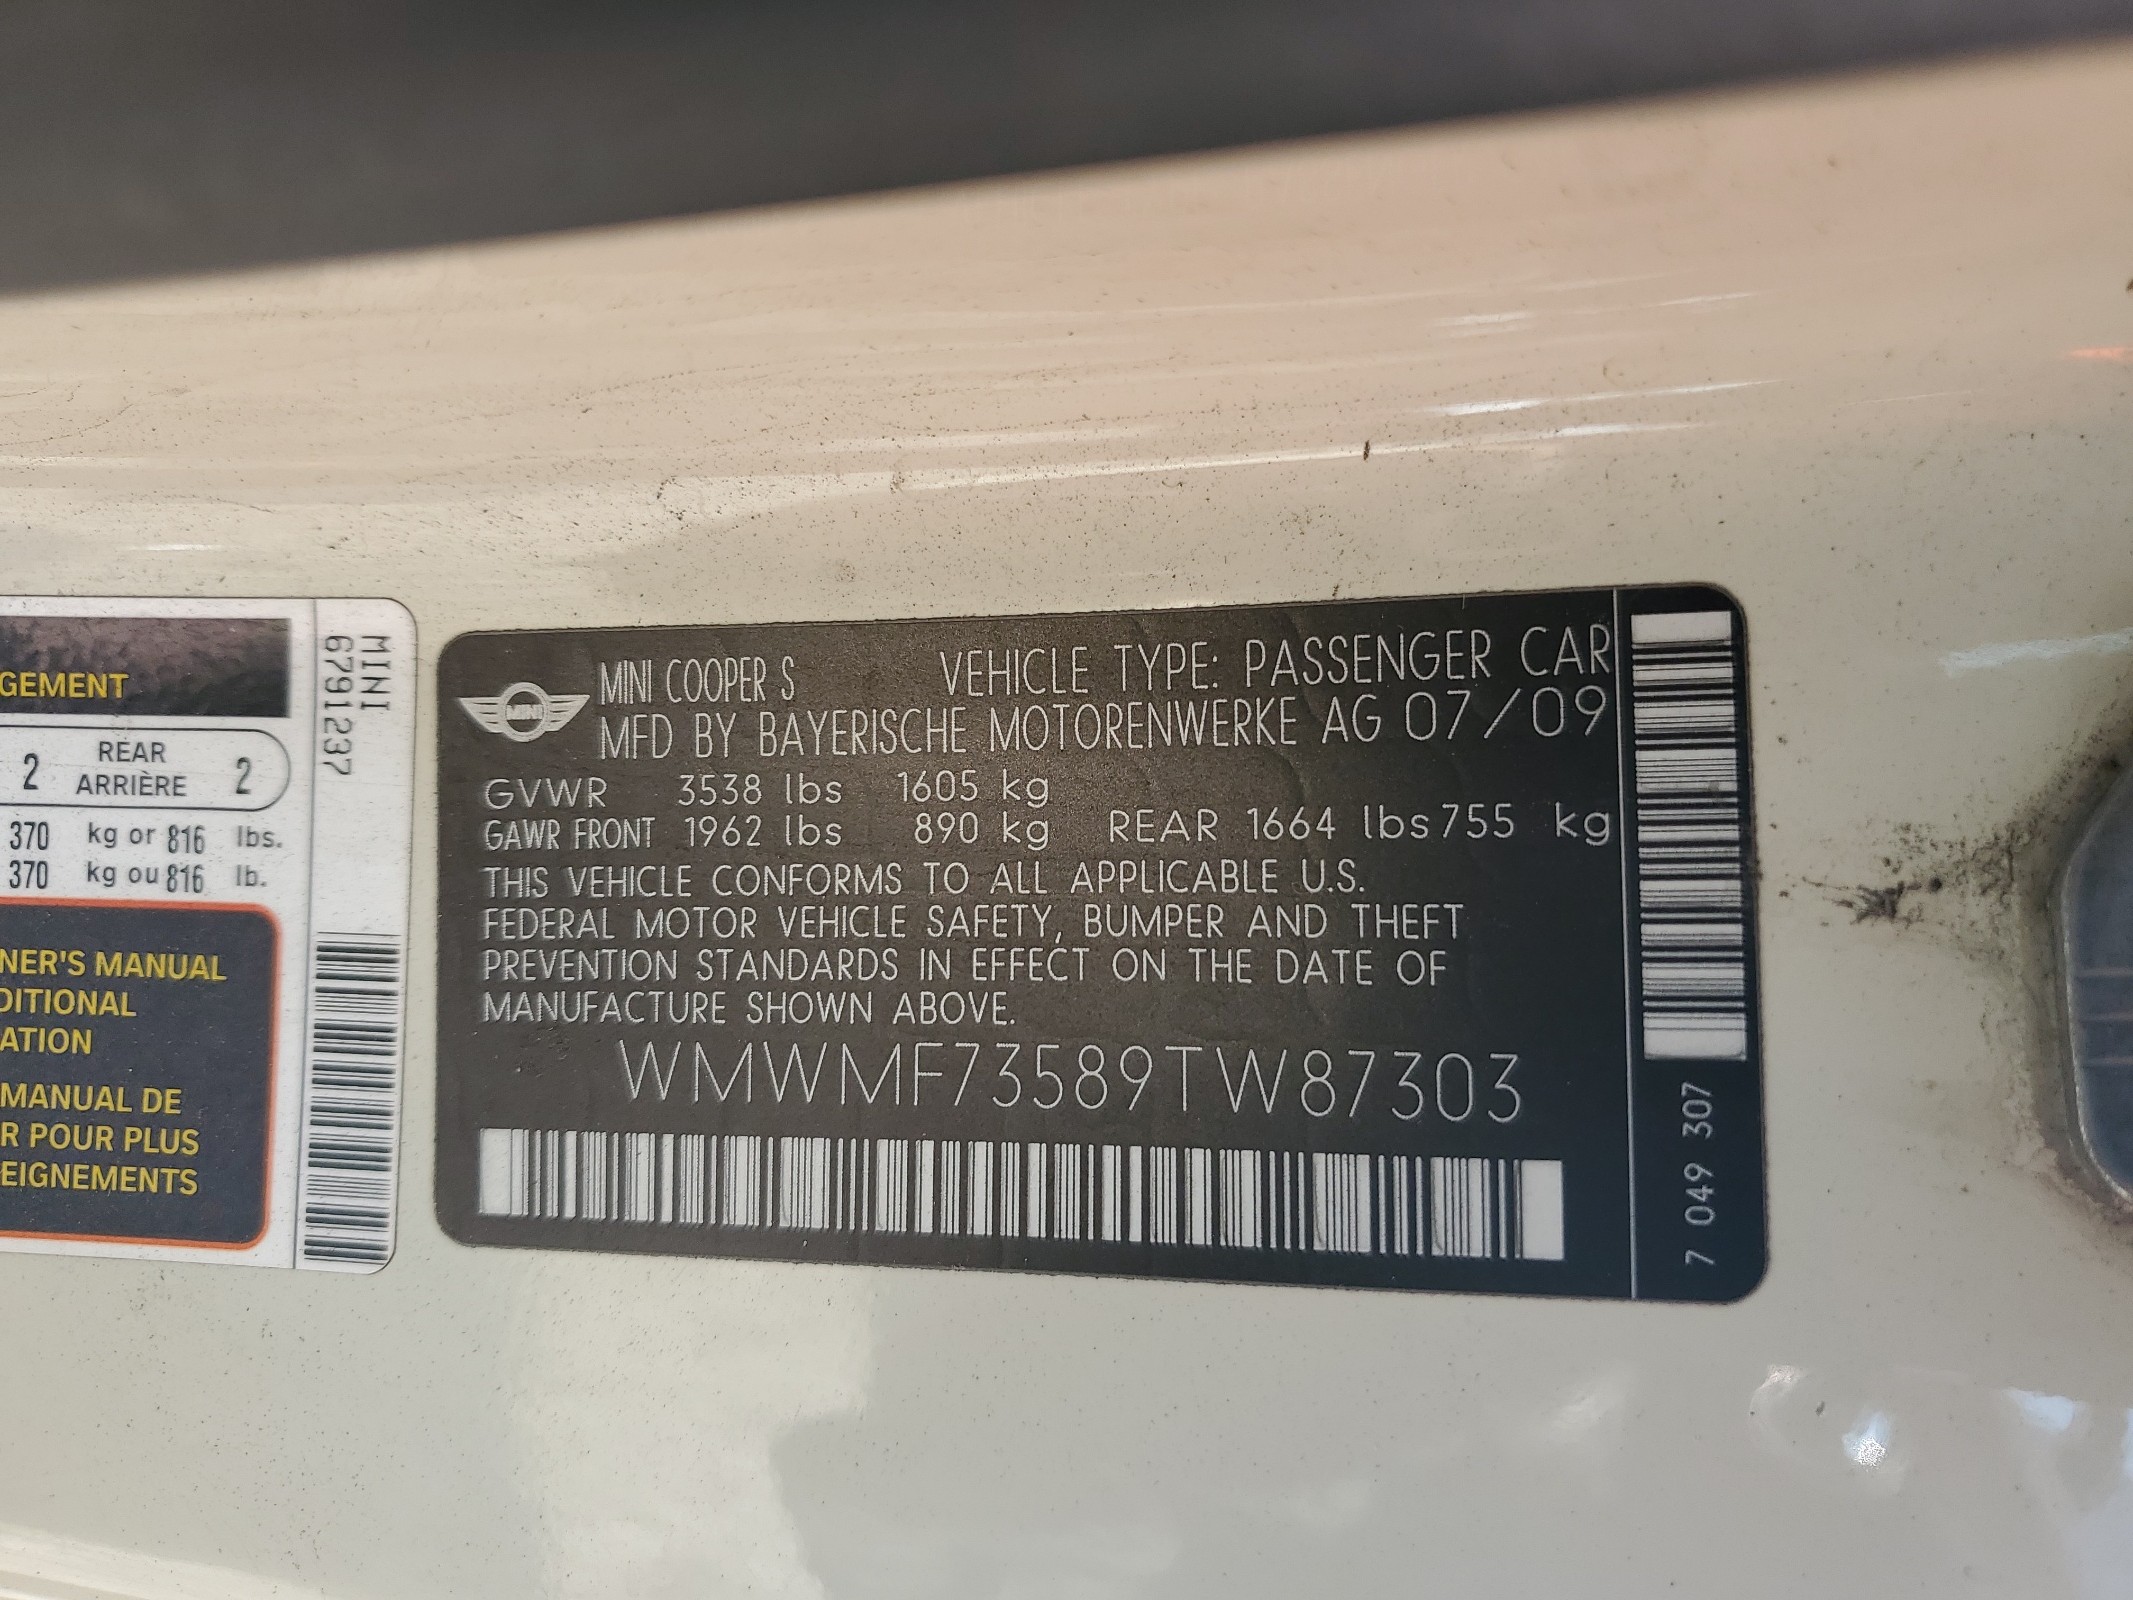 GEMENT
2 REAR 2
ARRIÈRE
370 kg or 816 lbs.
370 kg ou 816 lb.
NER'S MANUAL
DITIONAL
ATION
MANUAL DE
R POUR PLUS
EIGNEMENTS
MINI
6791237
MINI
MINI COOPER S VEHICLE TYPE: PASSENGER CAR
MFD BY BAYERISCHE MOTORENWERKE AG 07/09
GVWR 3538 lbs 1605 kg
GAWR FRONT 1962 lbs 890 kg REAR 1664 lbs 755 kg
THIS VEHICLE CONFORMS TO ALL APPLICABLE U.S.
FEDERAL MOTOR VEHICLE SAFETY, BUMPER AND THEFT
PREVENTION STANDARDS IN EFFECT ON THE DATE OF
MANUFACTURE SHOWN ABOVE.
WMWMF73589TW87303
7 049 307